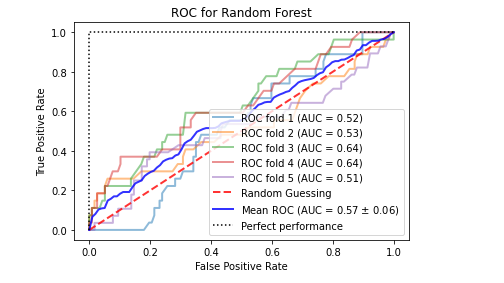 ROC for Random Forest
True Positive Rate
1.0
0.8
0.6
0.4
0.2
0.0
ROC fold 1 (AUC = 0.52)
ROC fold 2 (AUC = 0.53)
ROC fold 3 (AUC = 0.64)
ROC fold 4 (AUC = 0.64)
ROC fold 5 (AUC = 0.51)
Random Guessing
Mean ROC (AUC = 0.57 ± 0.06)
Perfect performance
0.0 0.2 0.4 0.6 0.8 1.0
False Positive Rate